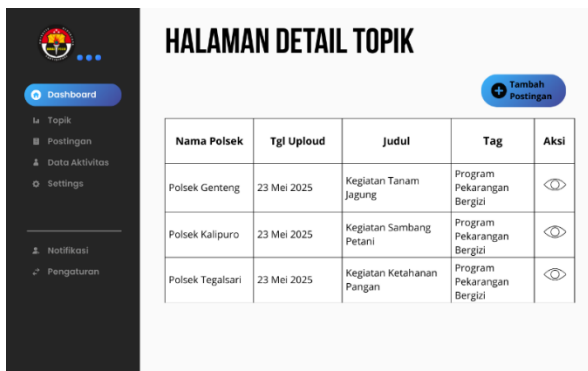 HALAMAN DETAIL TOPIK
Dashboard
Topik
Postingan
Data Aktivitas
Settings
Notifikasi
Pengaturan
Tambah
Postingan
Nama Polsek Tgl Uploud Judul Tag Aksi
Polsek Genteng
23 Mei 2025
Kegiatan Tanam
Jagung
Program
Pekarangan
Bergizi
Polsek Kalipuro
23 Mei 2025
Kegiatan Sambang
Petani
Program
Pekarangan
Bergizi
Polsek Tegalsari
23 Mei 2025
Kegiatan Ketahanan
Pangan
Program
Pekarangan
Bergizi